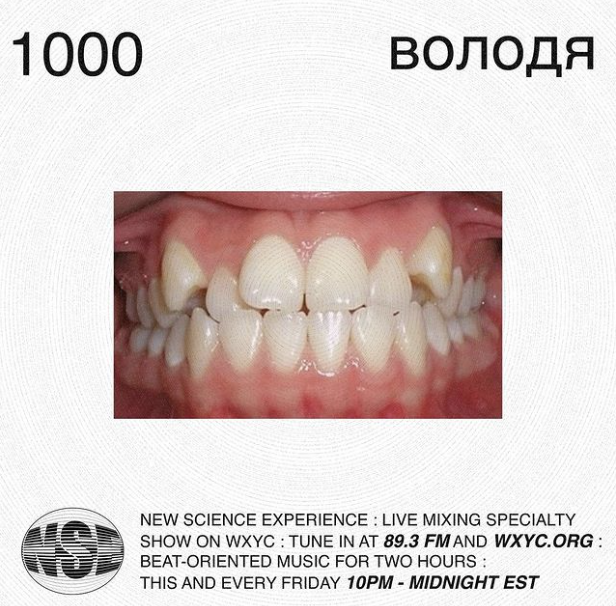 1000
володя
NEW SCIENCE EXPERIENCE : LIVE MIXING SPECIALTY
SHOW ON WXYC : TUNE IN AT 89.3 FM AND WXYC.ORG :
BEAT-ORIENTED MUSIC FOR TWO HOURS :
THIS AND EVERY FRIDAY 10PM - MIDNIGHT EST